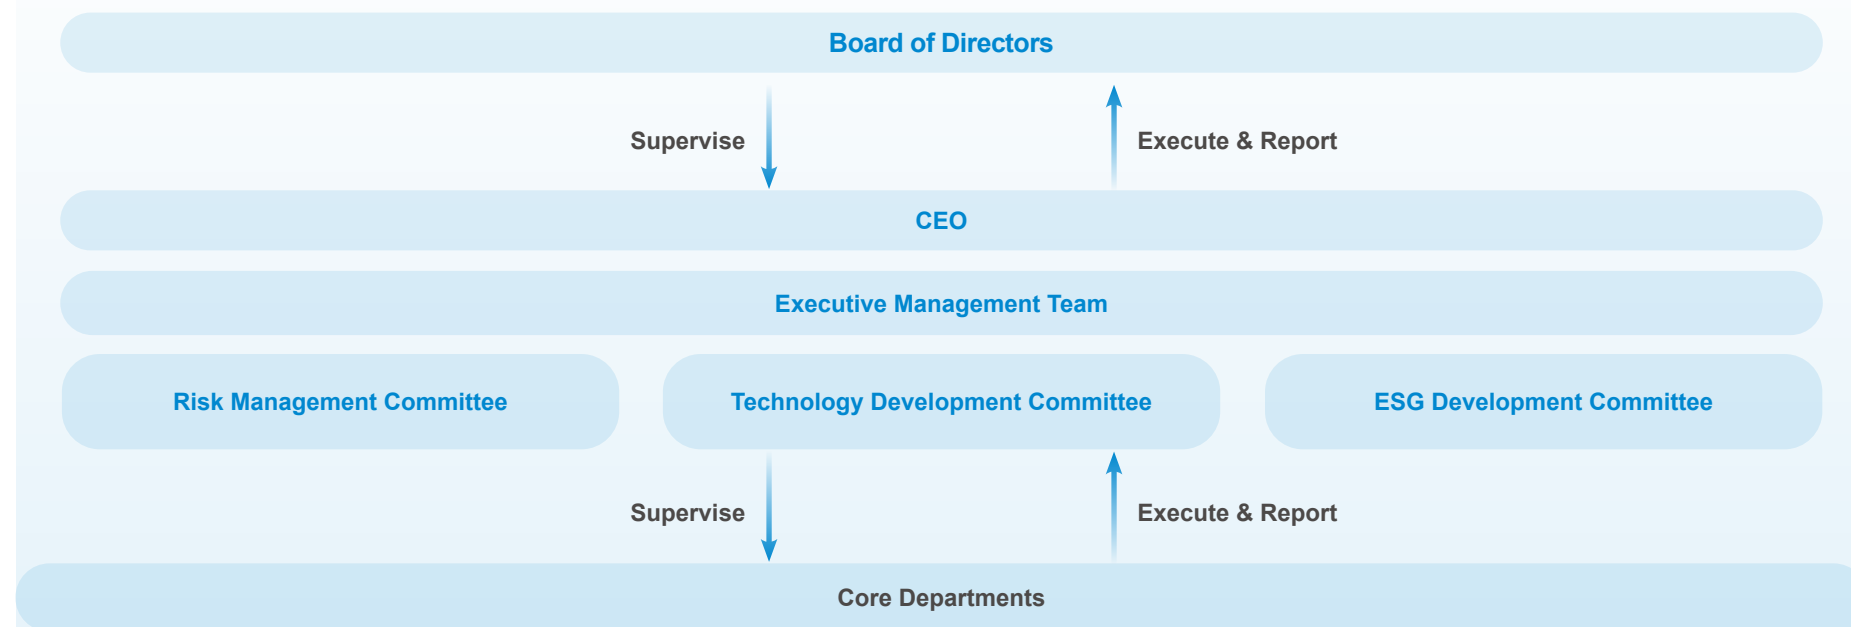 Board of Directors
Supervise
Execute & Report
CEO
Executive Management Team
Risk Management Committee
Technology Development Committee
ESG Development Committee
Supervise
Execute & Report
Core Departments